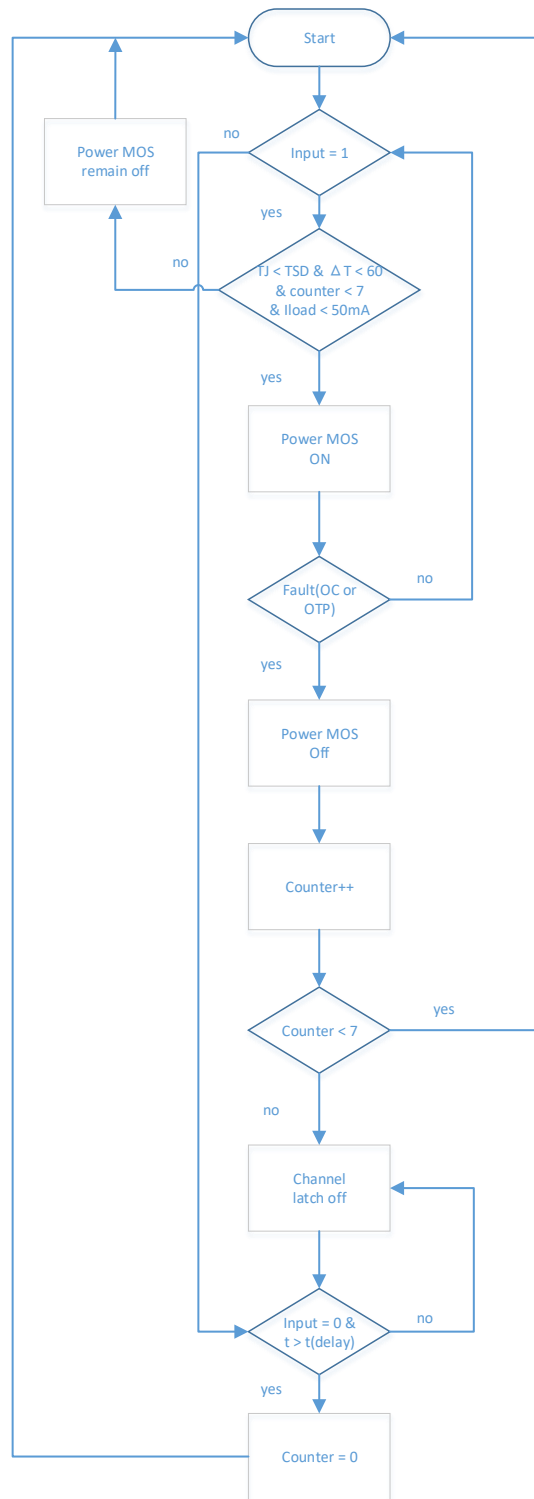 Start
no
Input = 1
Power MOS
remain off
yes
no
TJ < TSD & Δ T < 60
& counter < 7
& Iload < 50mA
yes
Power MOS
ON
Fault(OC or
OTP)
no
yes
Power MOS
Off
Counter++
Counter < 7
yes
no
Channel
latch off
Input = 0 &
t > t(delay)
no
yes
Counter = 0